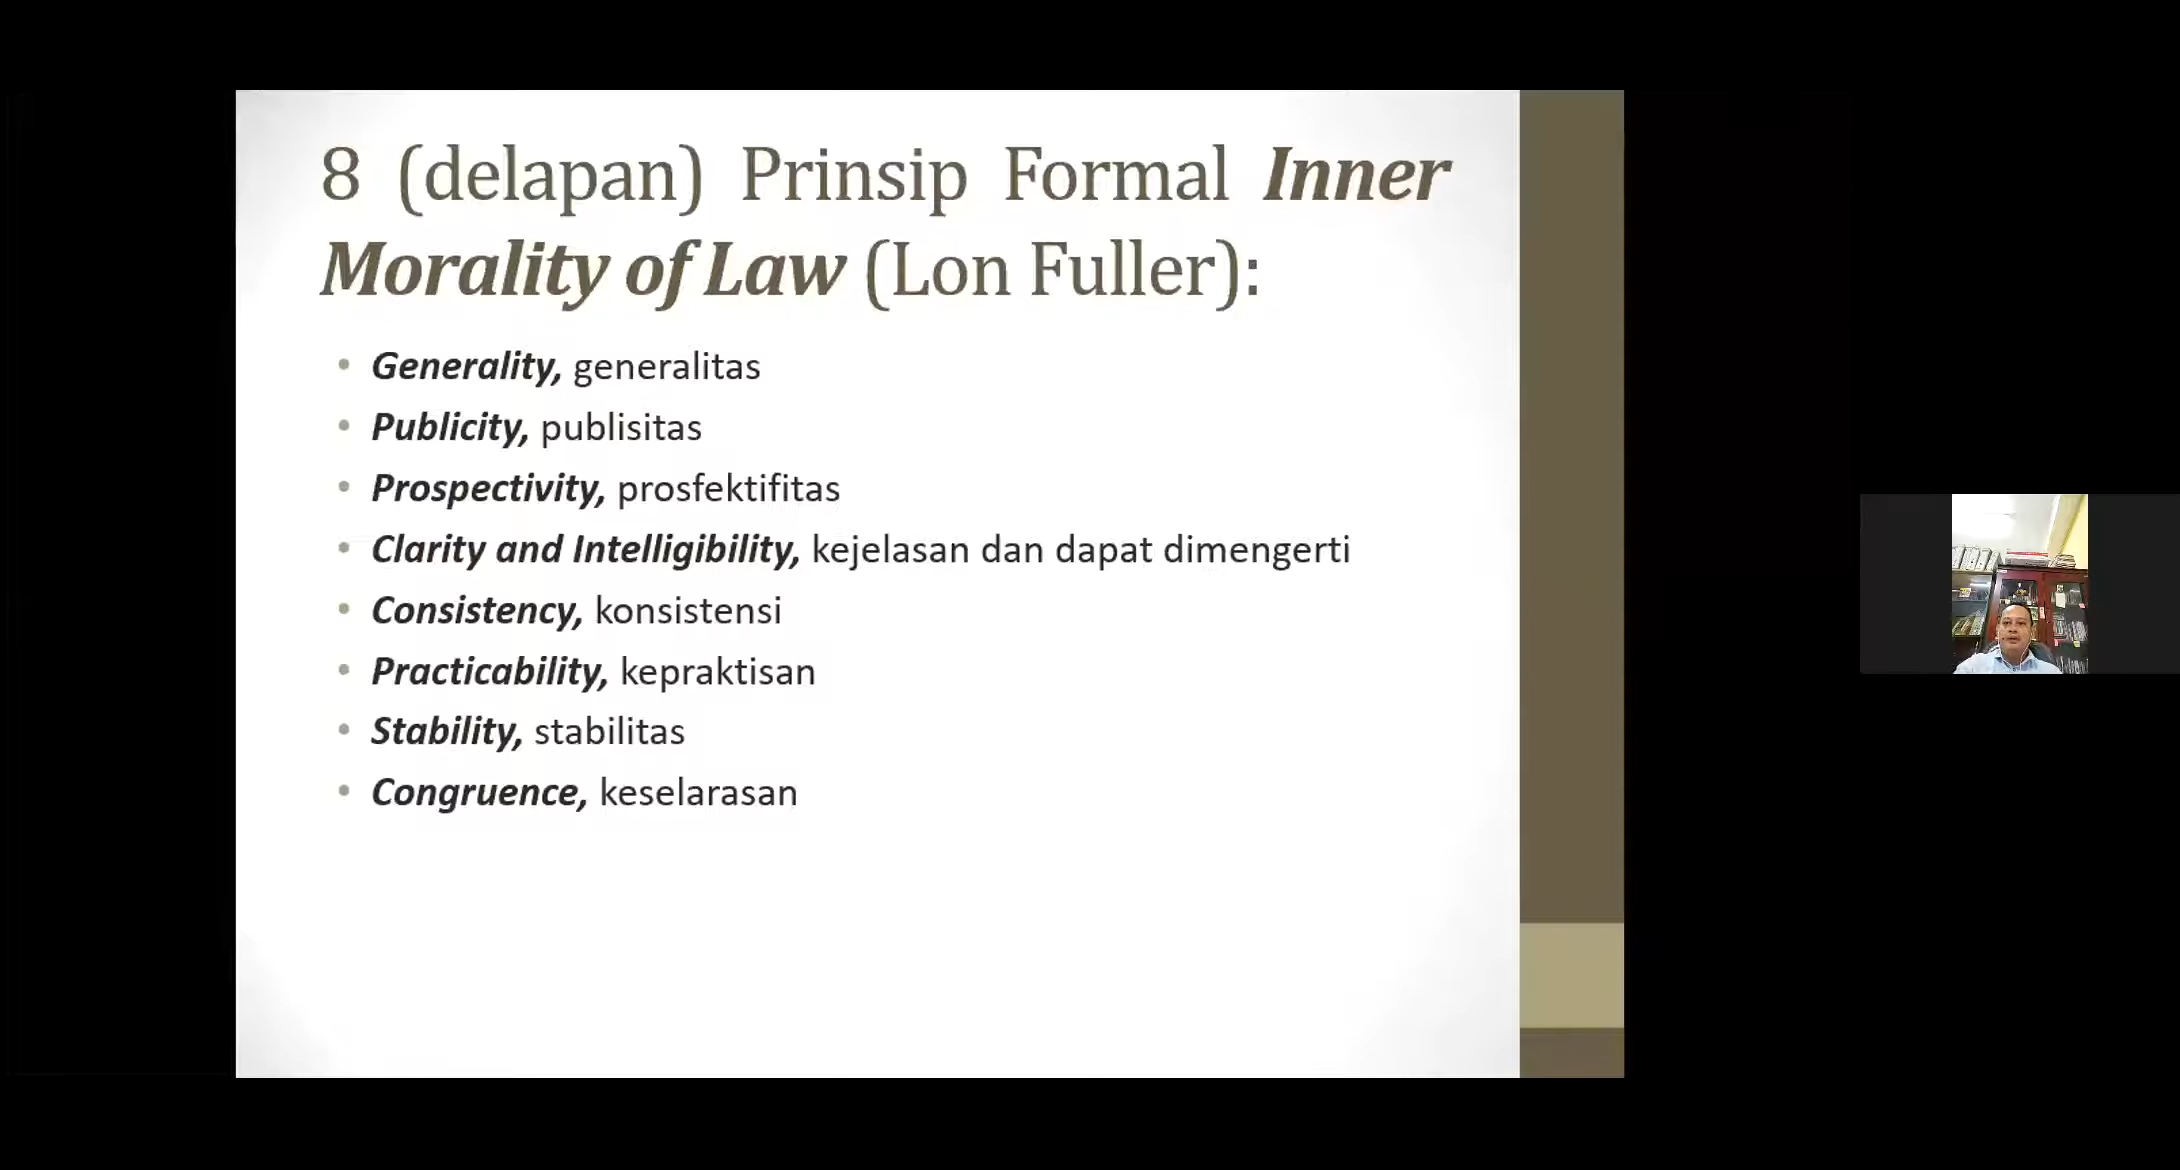 8 (delapan) Prinsip Formal Inner
Morality of Law (Lon Fuller):
• Generality, generalitas
• Publicity, publisitas
• Prospectivity, prosfektifitas
• Clarity and Intelligibility, kejelasan dan dapat dimengerti
• Consistency, konsistensi
• Practicability, kepraktisan
• Stability, stabilitas
• Congruence, keselarasan